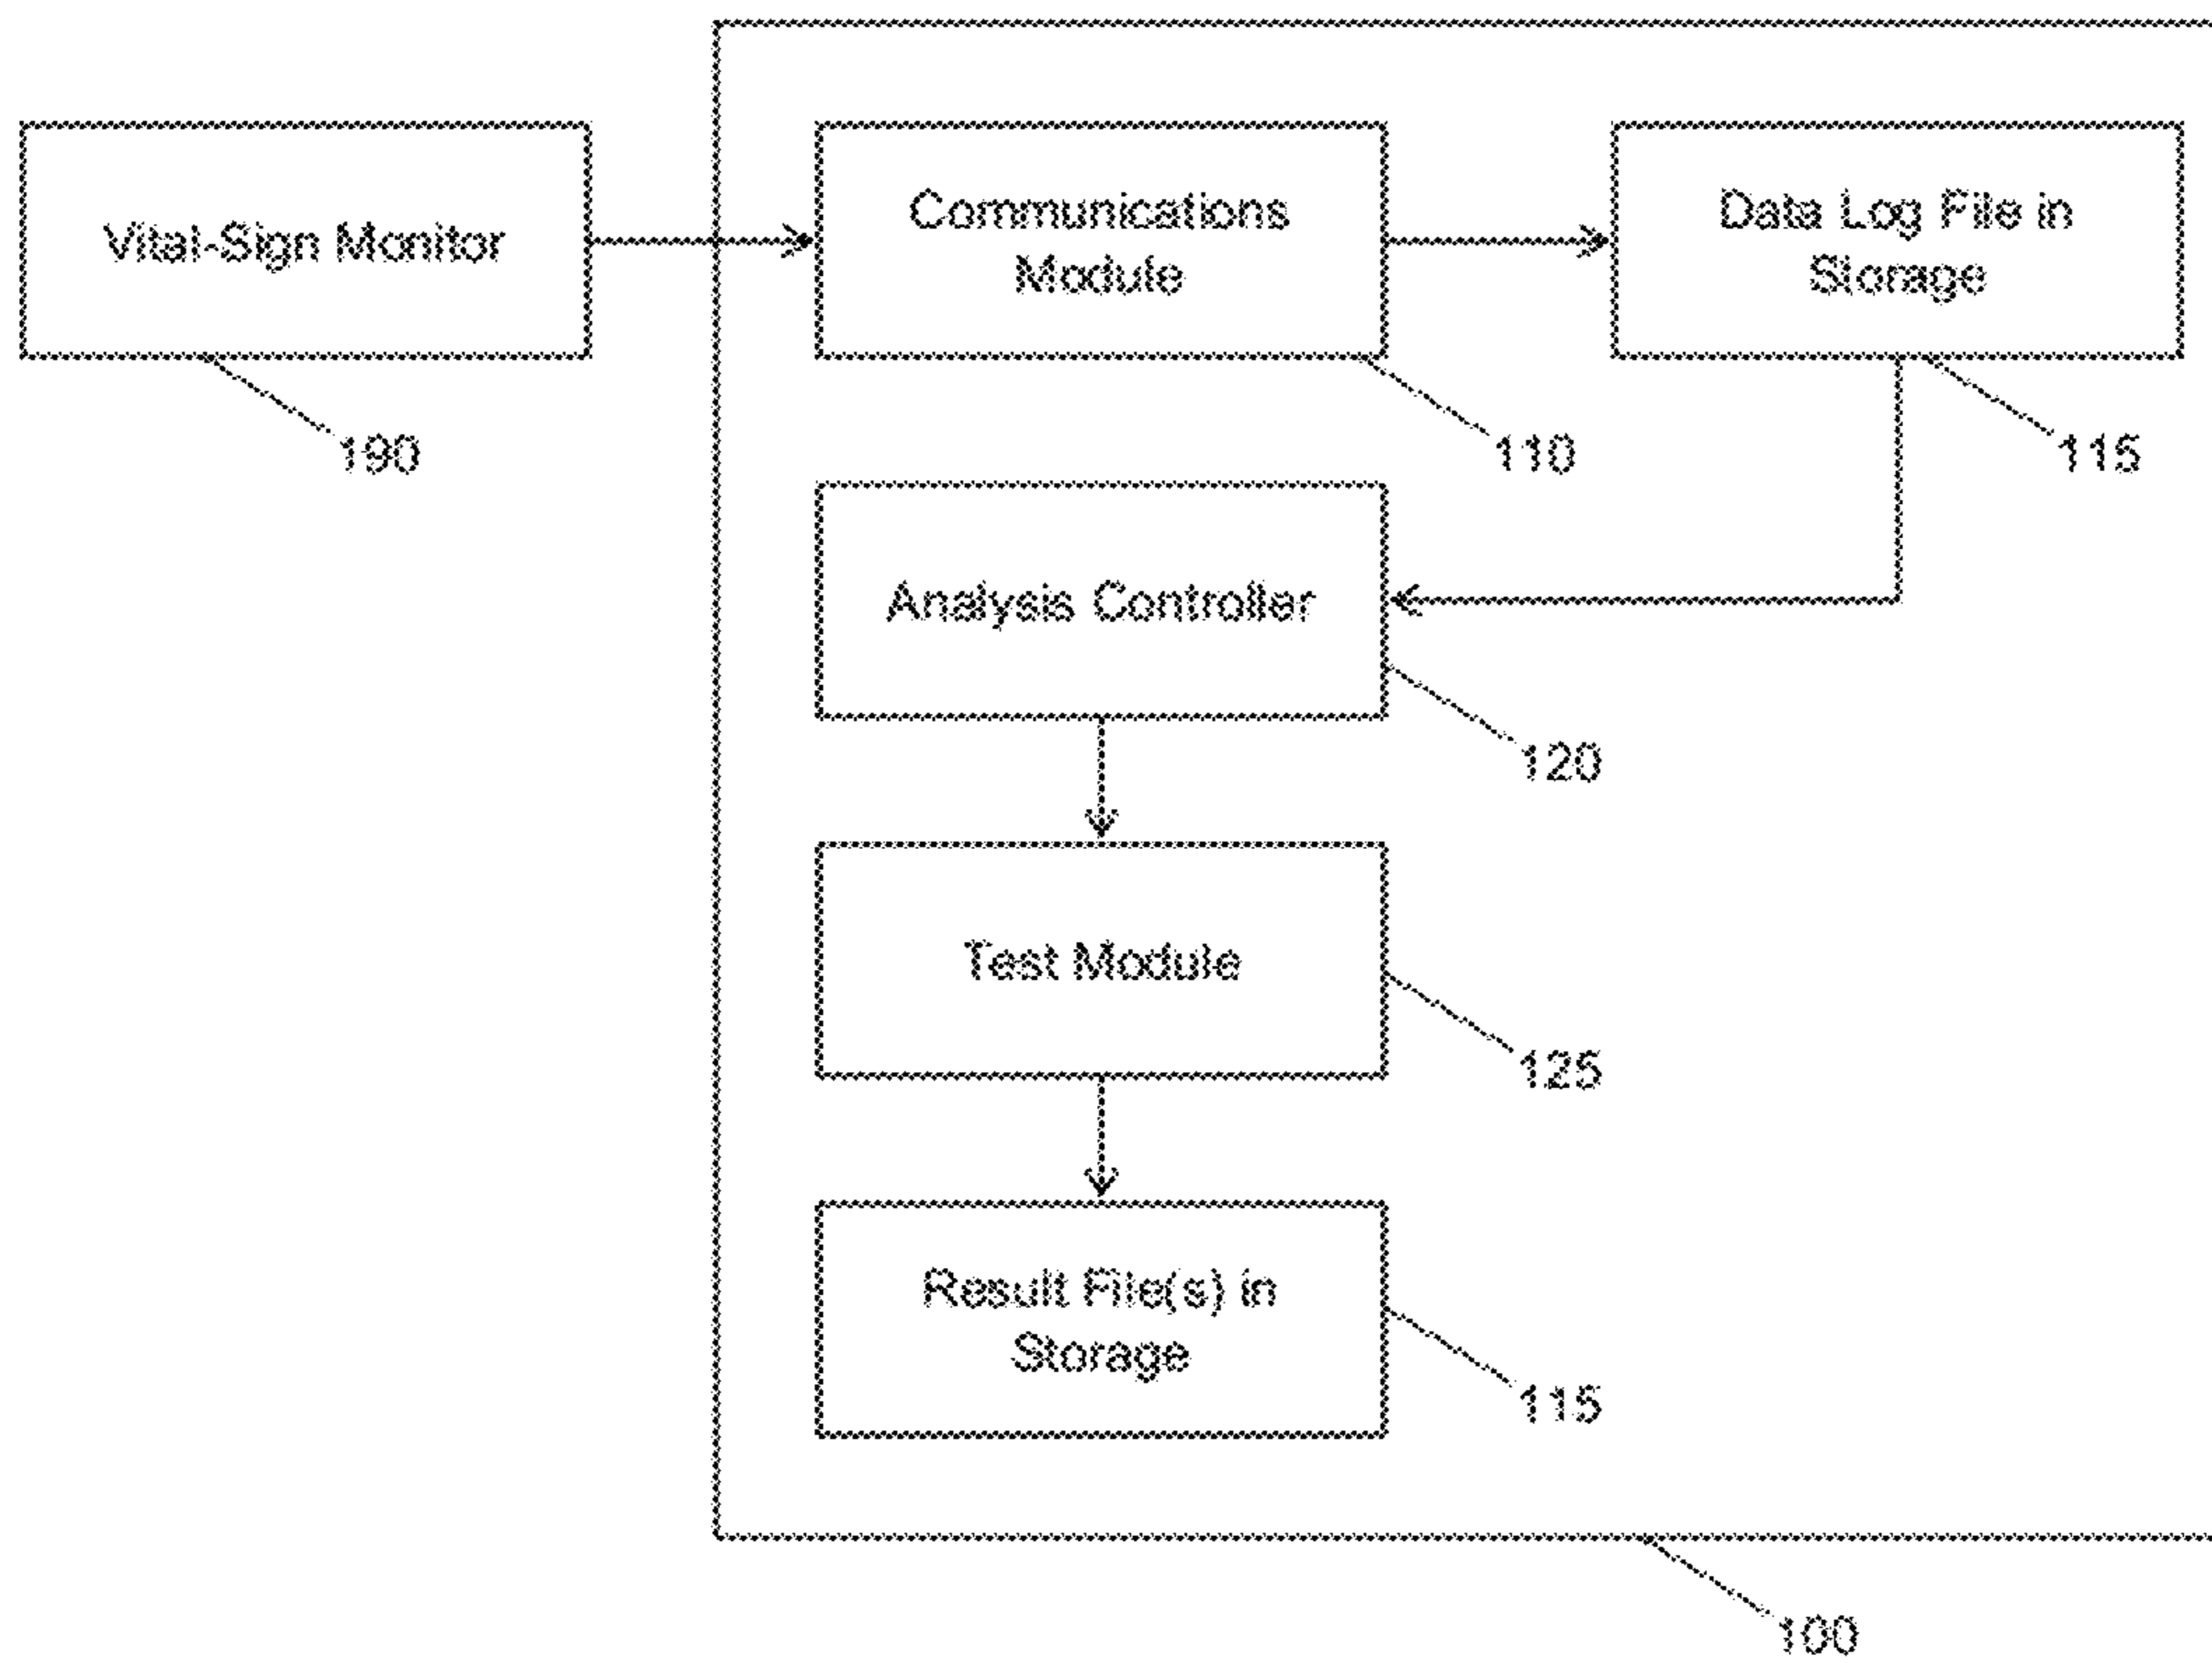 Vital-Sign Monitor
Communications
Module
Data Log File in
Storage
190
110
115
Analysis Controller
120
Test Module
125
Result File(s) in
Storage
115
100